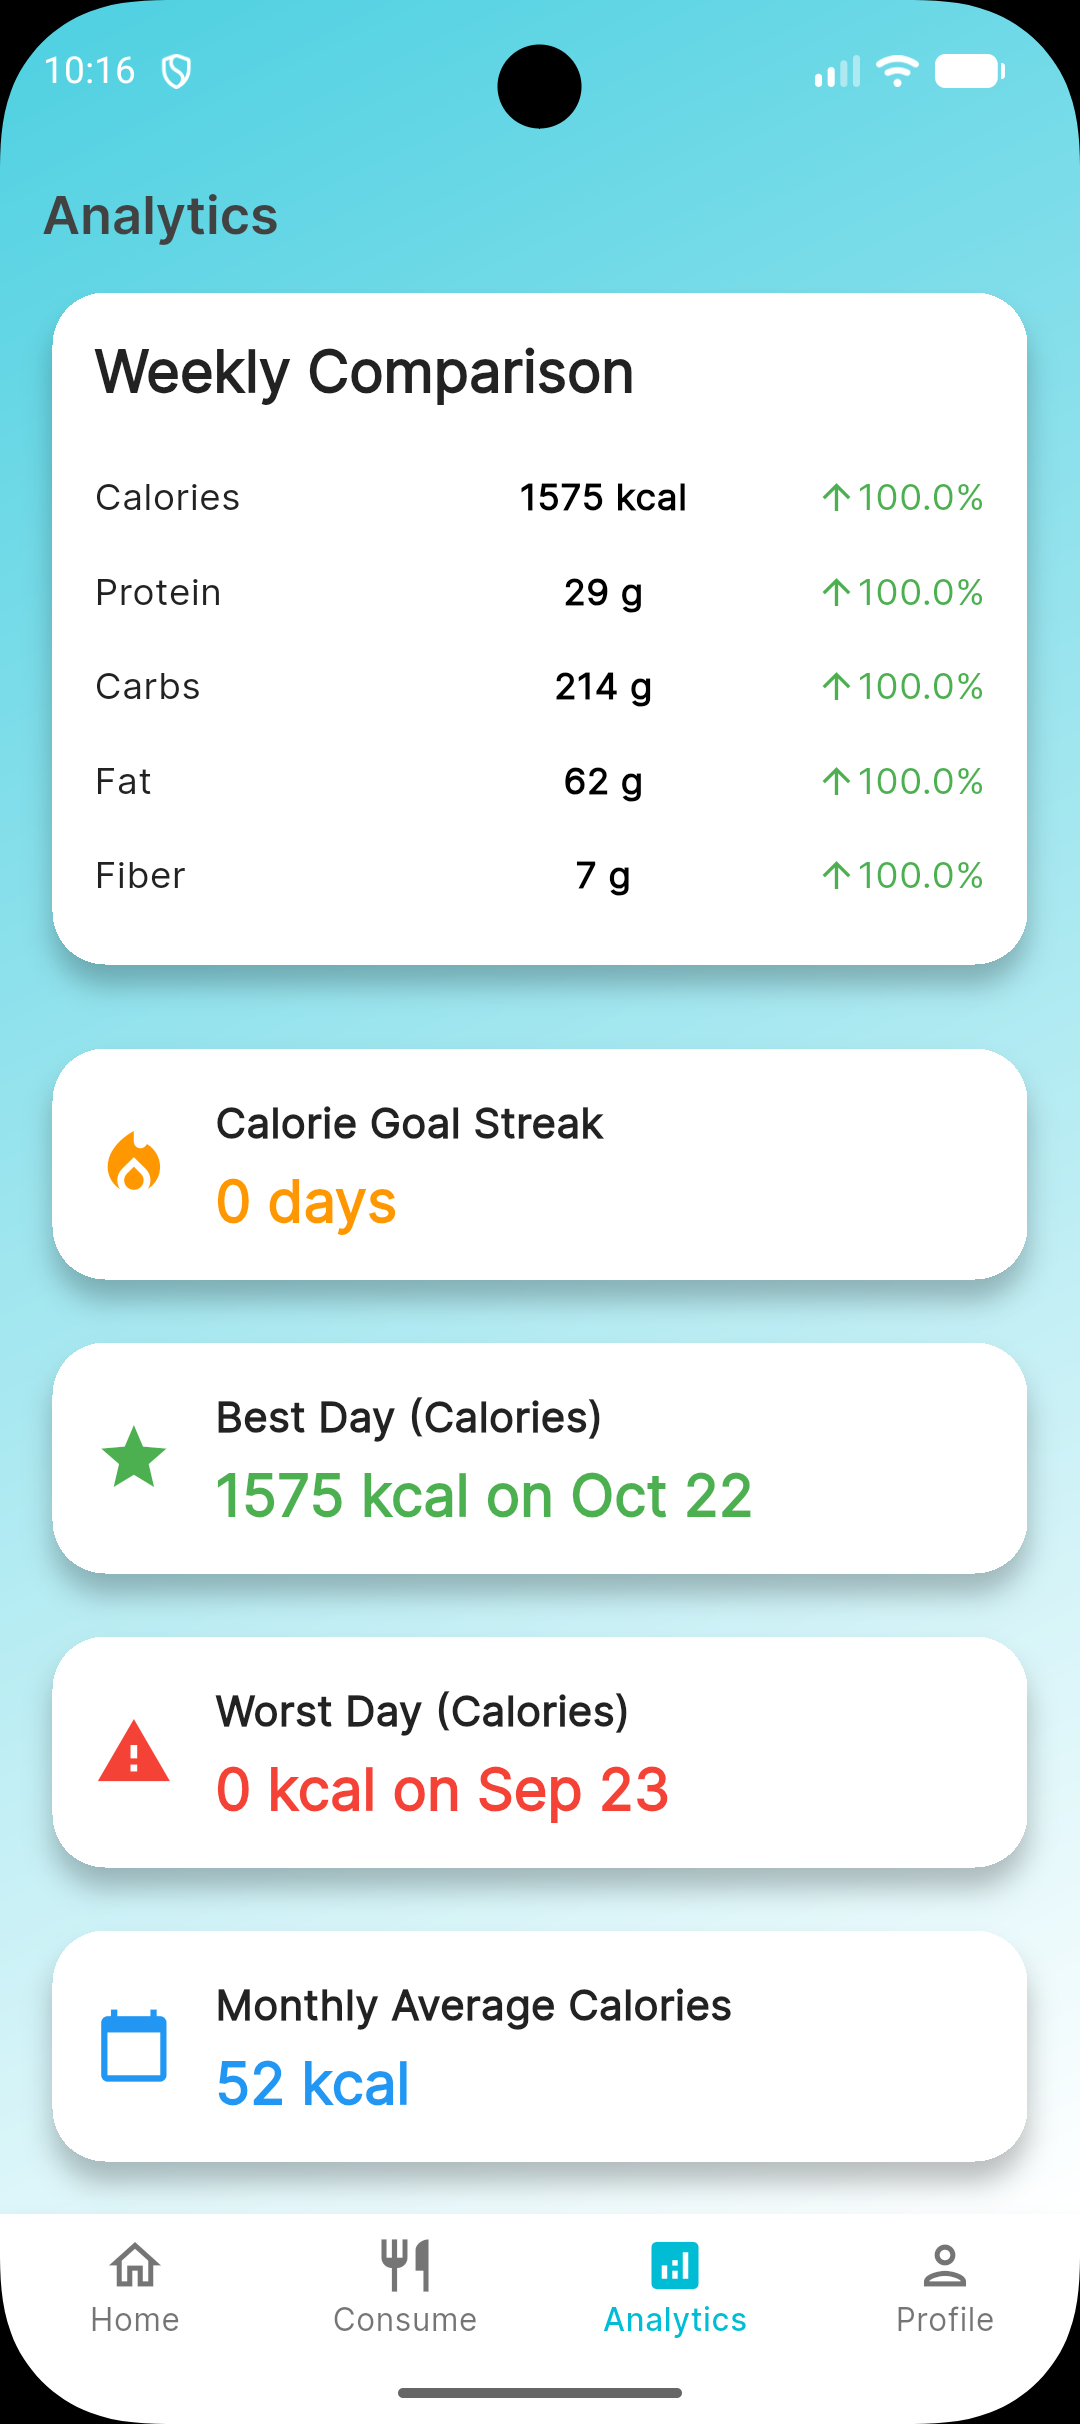 10:16
Analytics
Weekly Comparison
Calories 1575 kcal ↑100.0%
Protein 29 g ↑100.0%
Carbs 214 g ↑100.0%
Fat 62 g ↑100.0%
Fiber 7 g ↑100.0%
Calorie Goal Streak
0 days
Best Day (Calories)
1575 kcal on Oct 22
Worst Day (Calories)
0 kcal on Sep 23
Monthly Average Calories
52 kcal
Home Consume Analytics Profile